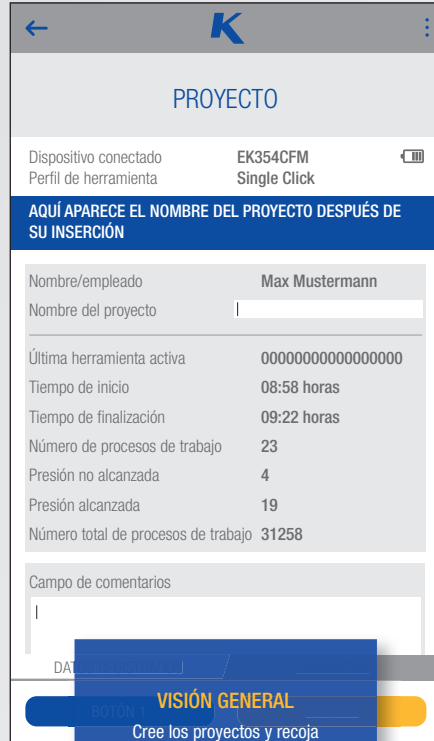 K
PROYECTO
Dispositivo conectado EK354CFM
Perfil de herramienta Single Click
AQUÍ APARECE EL NOMBRE DEL PROYECTO DESPUÉS DE
SU INSERCIÓN
Nombre/empleado Max Mustermann
Nombre del proyecto
Última herramienta activa 00000000000000000
Tiempo de inicio 08:58 horas
Tiempo de finalización 09:22 horas
Número de procesos de trabajo 23
Presión no alcanzada 4
Presión alcanzada 19
Número total de procesos de trabajo 31258
Campo de comentarios
BOTÓN 1
VISIÓN GENERAL
Cree los proyectos y recoja